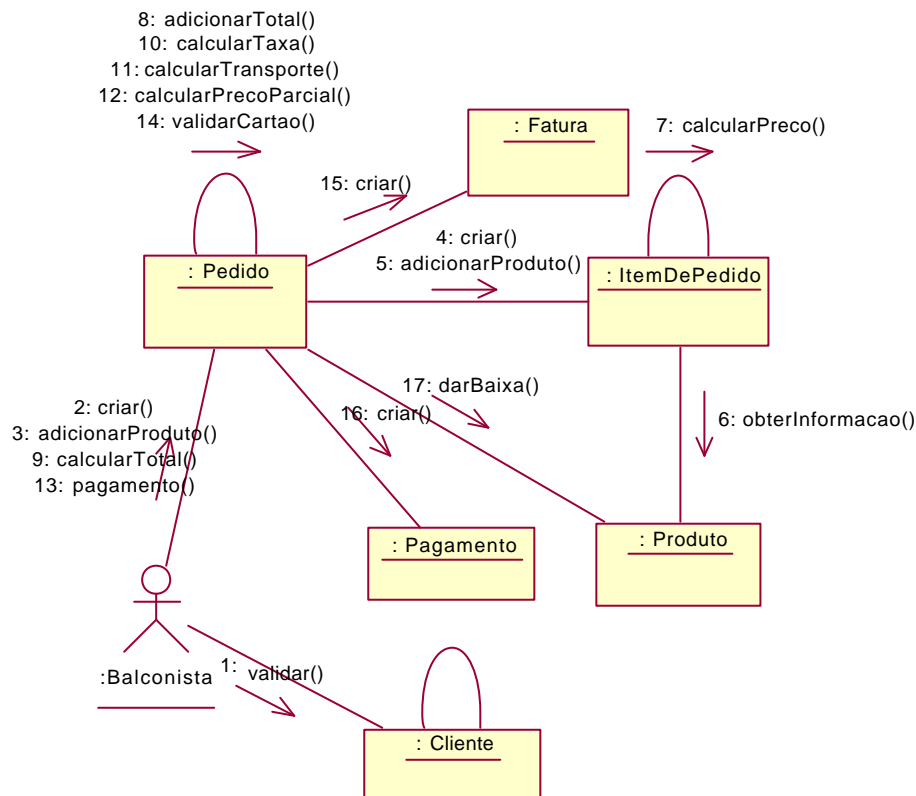 8: adicionarTotal()
10: calcularTaxa()
11: calcularTransporte()
12: calcularPrecoParcial()
14: validarCartao()
: Fatura
7: calcularPreco()
15: criar()
4: criar()
5: adicionarProduto()
: Pedido
: ItemDePedido
2: criar()
3: adicionarProduto()
9: calcularTotal()
13: pagamento()
17: darBaixa()
16: criar()
6: obterInformacao()
: Pagamento
: Produto
:Balconista
1: validar()
: Cliente